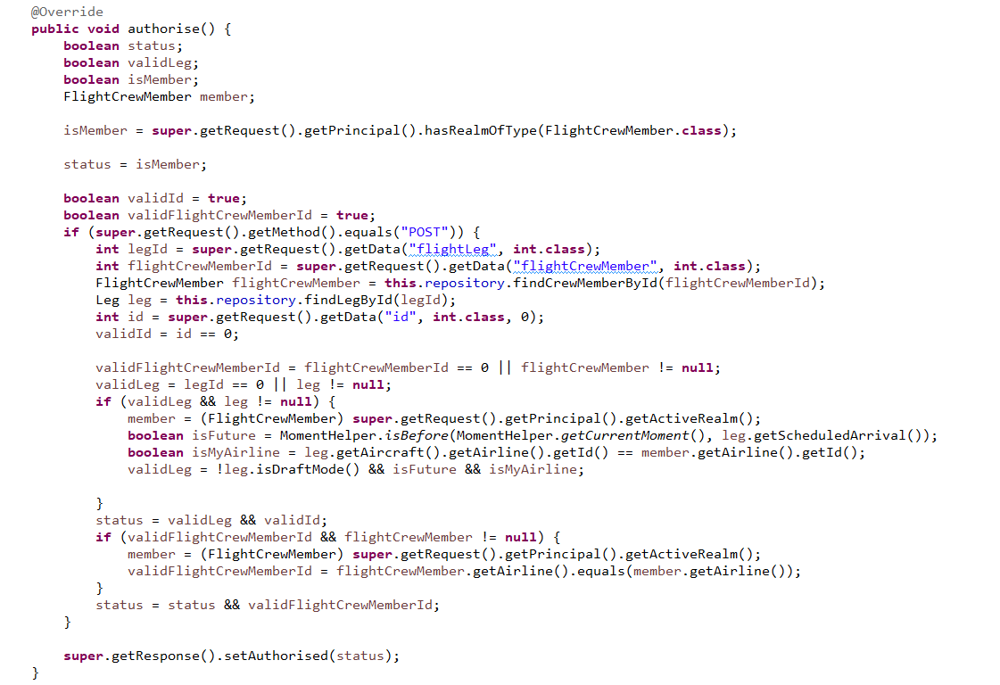 @Override
public void authorise() {
    boolean status;
    boolean validLeg;
    boolean isMember;
    FlightCrewMember member;

    isMember = super.getRequest().getPrincipal().hasRealmOfType(FlightCrewMember.class);

    status = isMember;

    boolean validId = true;
    boolean validFlightCrewMemberId = true;
    if (super.getRequest().getMethod().equals("POST")) {
        int legId = super.getRequest().getData("flightLeg", int.class);
        int flightCrewMemberId = super.getRequest().getData("flightCrewMember", int.class);
        FlightCrewMember flightCrewMember = this.repository.findCrewMemberById(flightCrewMemberId);
        Leg leg = this.repository.findLegById(legId);
        int id = super.getRequest().getData("id", int.class, 0);
        validId = id == 0;

        validFlightCrewMemberId = flightCrewMemberId == 0 || flightCrewMember != null;
        validLeg = legId == 0 || leg != null;
        if (validLeg && leg != null) {
            member = (FlightCrewMember) super.getRequest().getPrincipal().getActiveRealm();
            boolean isFuture = MomentHelper.isBefore(MomentHelper.getCurrentMoment(), leg.getScheduledArrival());
            boolean isMyAirline = leg.getAircraft().getAirline().getId() == member.getAirline().getId();
            validLeg = !leg.isDraftMode() && isFuture && isMyAirline;

        }
        status = validLeg && validId;
        if (validFlightCrewMemberId && flightCrewMember != null) {
            member = (FlightCrewMember) super.getRequest().getPrincipal().getActiveRealm();
            validFlightCrewMemberId = flightCrewMember.getAirline().equals(member.getAirline());
        }
        status = status && validFlightCrewMemberId;
    }

    super.getResponse().setAuthorised(status);
}